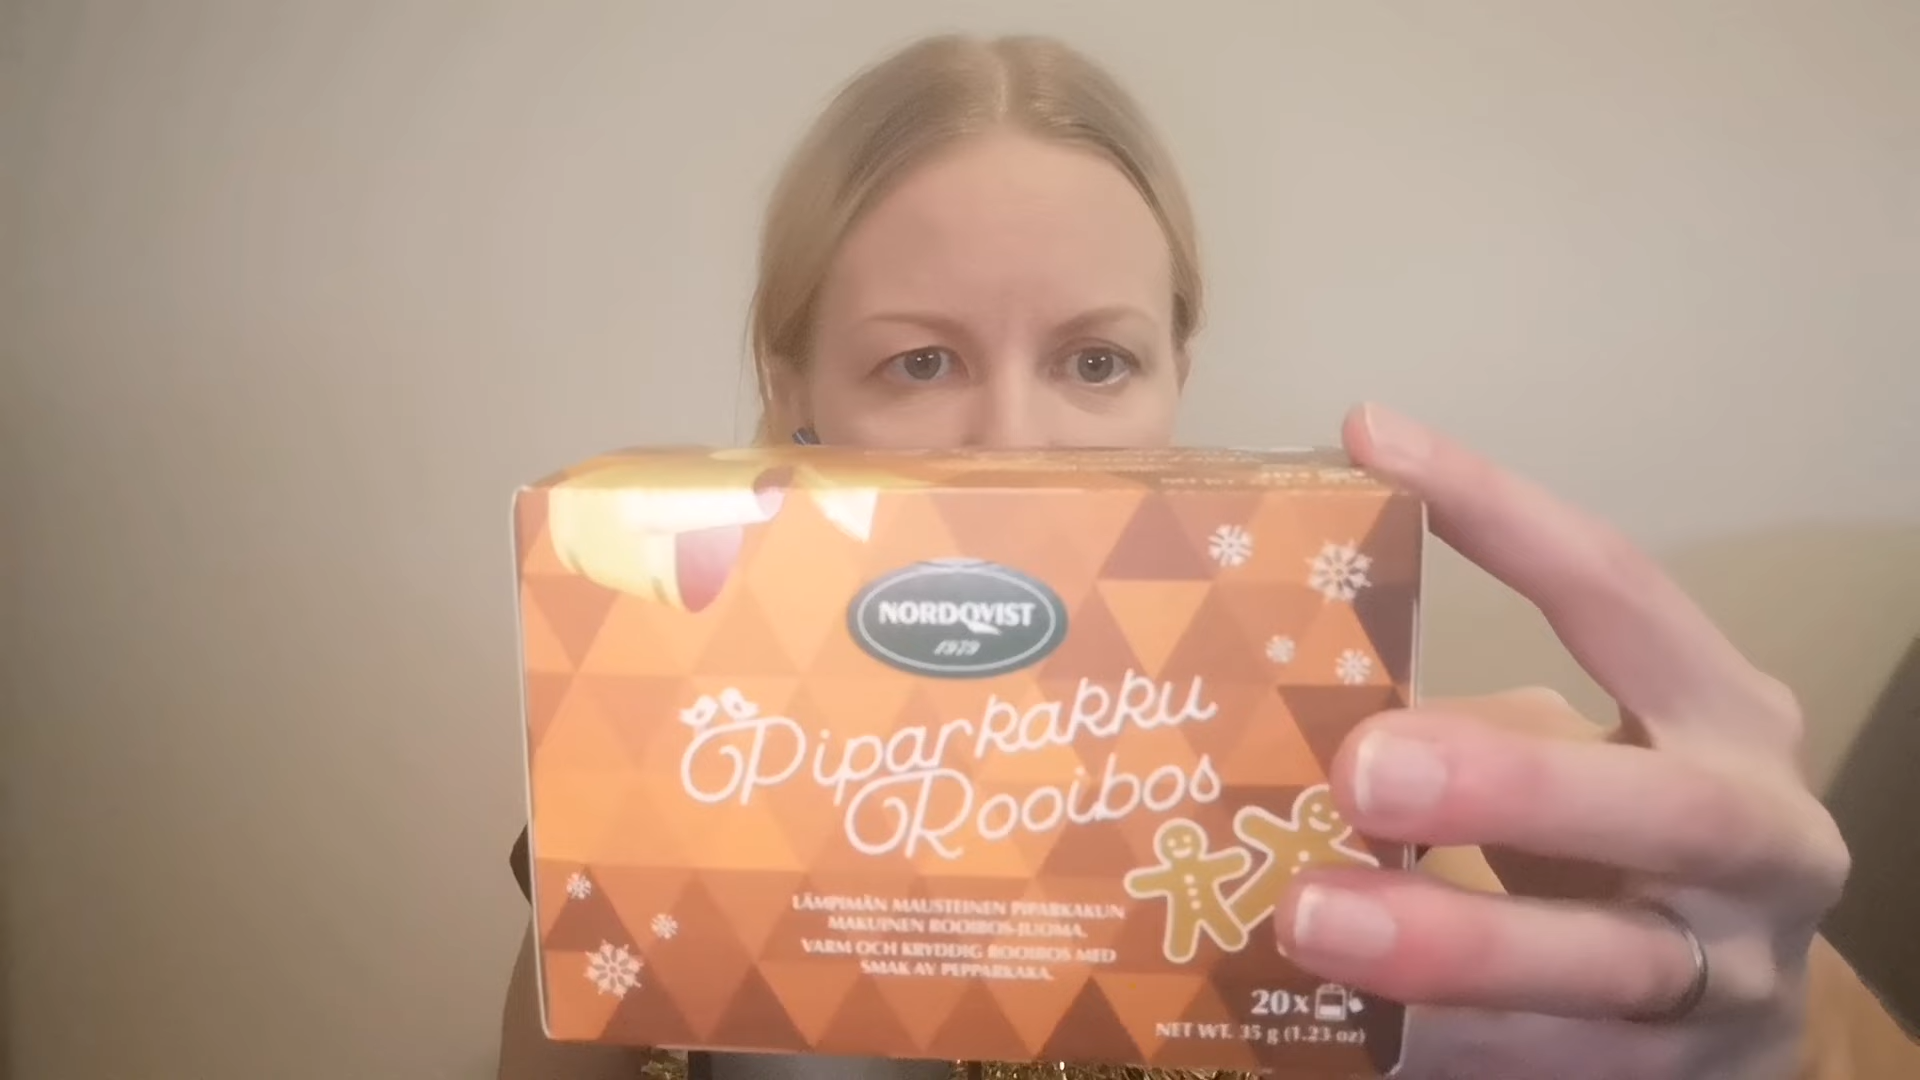 NORDQVIST
1979
Piparkakku
Rooibos
LÄMPIMÄN MAUSTEINEN PIPARKAKUN
MAKUINEN ROOIBOS-JUOMA.
VARM OCH KRYDDIG ROOIBOS MED
SMAK AV PEPPARKAKA.
20x
NET WT. 35 g (1.23 oz)